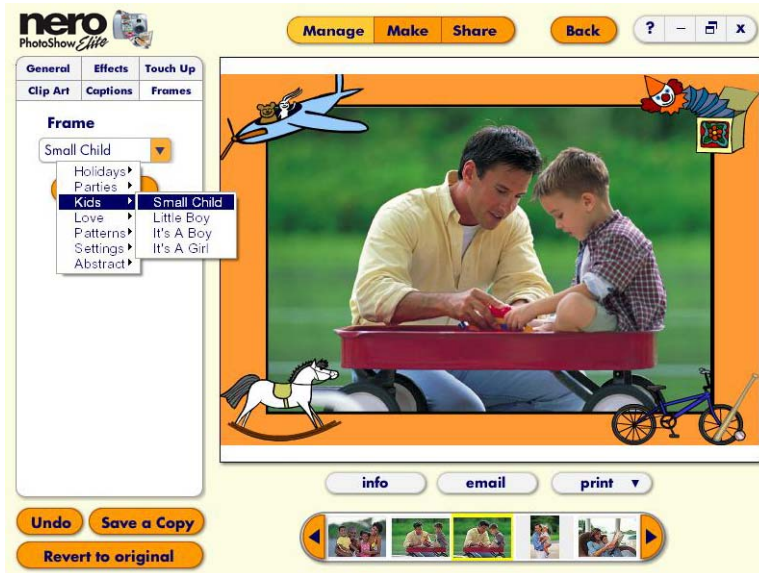 nero
PhotoShow Elite
Manage Make Share
Back
? – x
General Effects Touch Up
Clip Art Captions Frames
Frame
Small Child
Holidays
Parties
Kids
Love
Patterns
Settings
Abstract
Small Child
Little Boy
It's A Boy
It's A Girl
info
email
print
Undo
Save a Copy
Revert to original